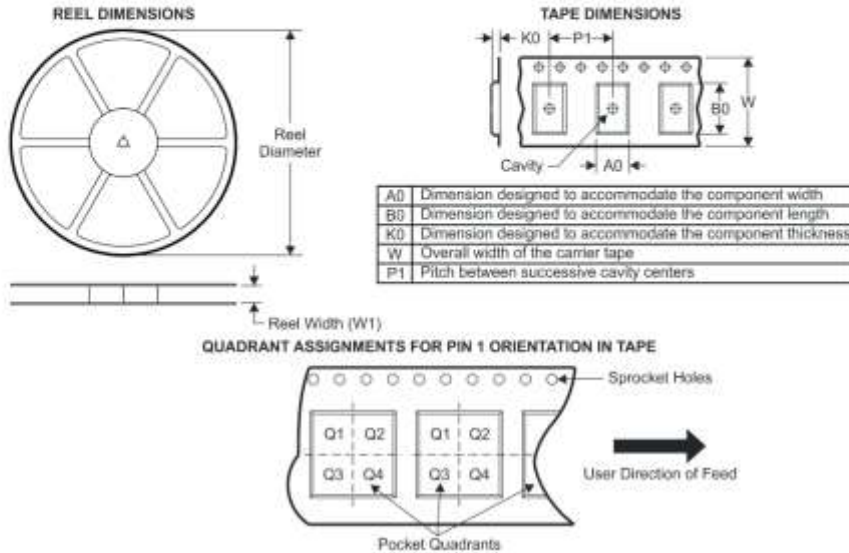 REEL DIMENSIONS
Reel
Diameter
Reel Width (W1)
TAPE DIMENSIONS
K0
P1
B0
W
Cavity
A0
A0 Dimension designed to accommodate the component width
B0 Dimension designed to accommodate the component length
K0 Dimension designed to accommodate the component thickness
W Overall width of the carrier tape
P1 Pitch between successive cavity centers
QUADRANT ASSIGNMENTS FOR PIN 1 ORIENTATION IN TAPE
Sprocket Holes
Q1 Q2 Q1 Q2
Q3 Q4 Q3 Q4
User Direction of Feed
Pocket Quadrants